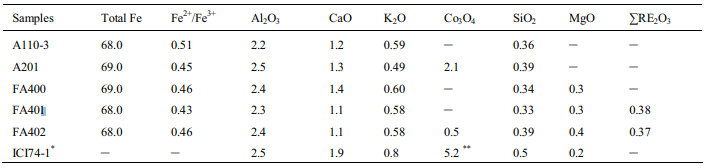 Samples Total Fe Fe²⁺/Fe³⁺ Al₂O₃ CaO K₂O Co₃O₄ SiO₂ MgO ∑RE₂O₃
A110-3 68.0 0.51 2.2 1.2 0.59 — 0.36 — —
A201 69.0 0.45 2.5 1.3 0.49 2.1 0.39 — —
FA400 69.0 0.46 2.4 1.4 0.60 — 0.34 0.3 —
FA401 68.0 0.43 2.3 1.1 0.58 — 0.33 0.3 0.38
FA402 68.0 0.46 2.4 1.1 0.58 0.5 0.39 0.4 0.37
ICI74-1* — — 2.5 1.9 0.8 5.2 ** 0.5 0.2 —